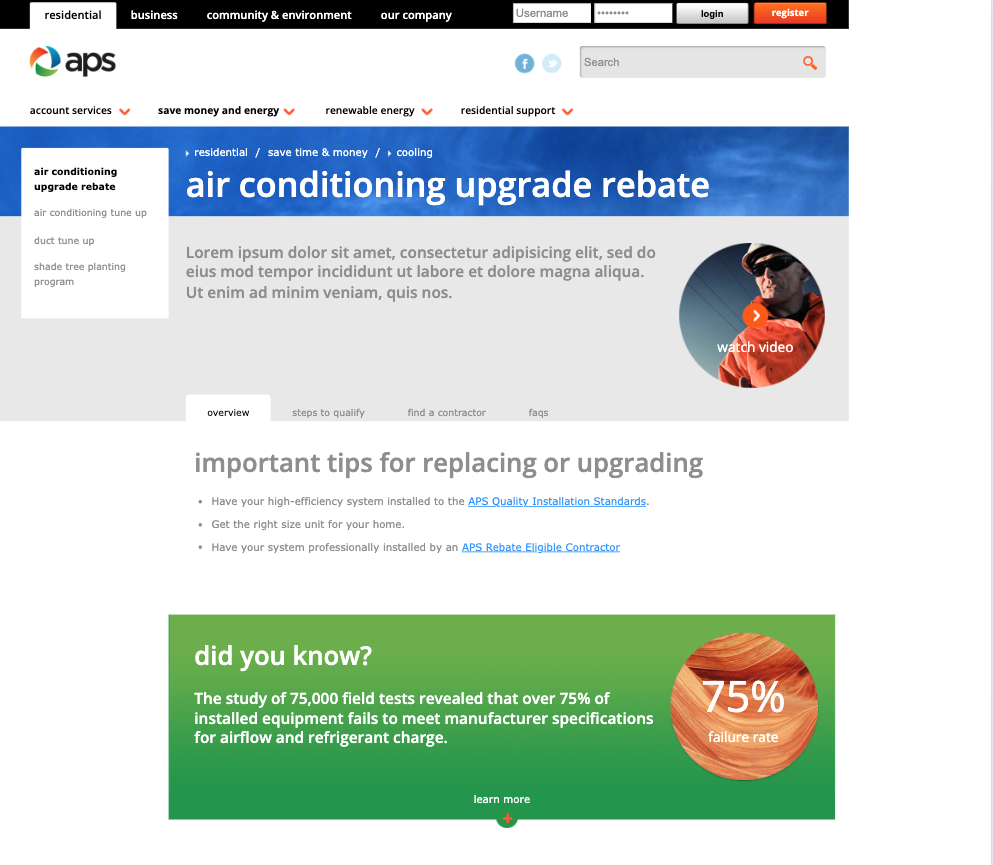 residential business community & environment our company Username •••••••• login register
aps
f
Search
account services save money and energy renewable energy residential support
residential / save time & money / cooling
air conditioning upgrade rebate
air conditioning
upgrade rebate
air conditioning tune up
duct tune up
shade tree planting
program
Lorem ipsum dolor sit amet, consectetur adipisicing elit, sed do
eius mod tempor incididunt ut labore et dolore magna aliqua.
Ut enim ad minim veniam, quis nos.
watch video
overview steps to qualify find a contractor faqs
important tips for replacing or upgrading
• Have your high-efficiency system installed to the APS Quality Installation Standards.
• Get the right size unit for your home.
• Have your system professionally installed by an APS Rebate Eligible Contractor
did you know?
The study of 75,000 field tests revealed that over 75% of
installed equipment fails to meet manufacturer specifications
for airflow and refrigerant charge.
75%
failure rate
learn more
+